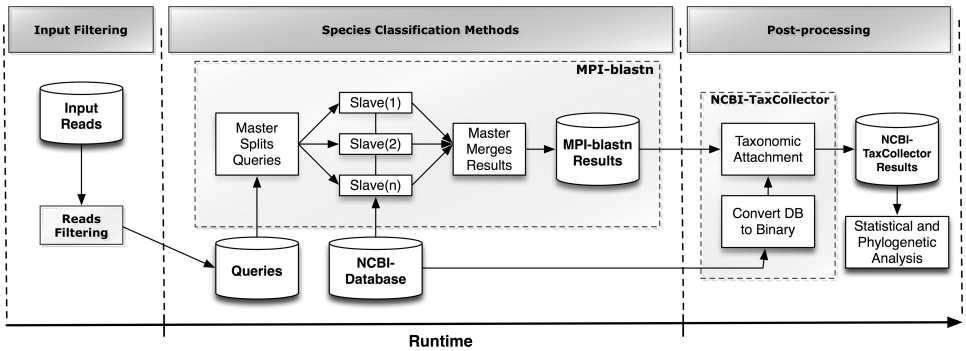 Input Filtering
Species Classification Methods
Post-processing
MPI-blastn
Input
Reads
Reads
Filtering
Master
Splits
Queries
Slave(1)
Slave(2)
Slave(n)
Master
Merges
Results
MPI-blastn
Results
Queries
NCBI-
Database
NCBI-TaxCollector
Taxonomic
Attachment
Convert DB
to Binary
NCBI-
TaxCollector
Results
Statistical and
Phylogenetic
Analysis
Runtime